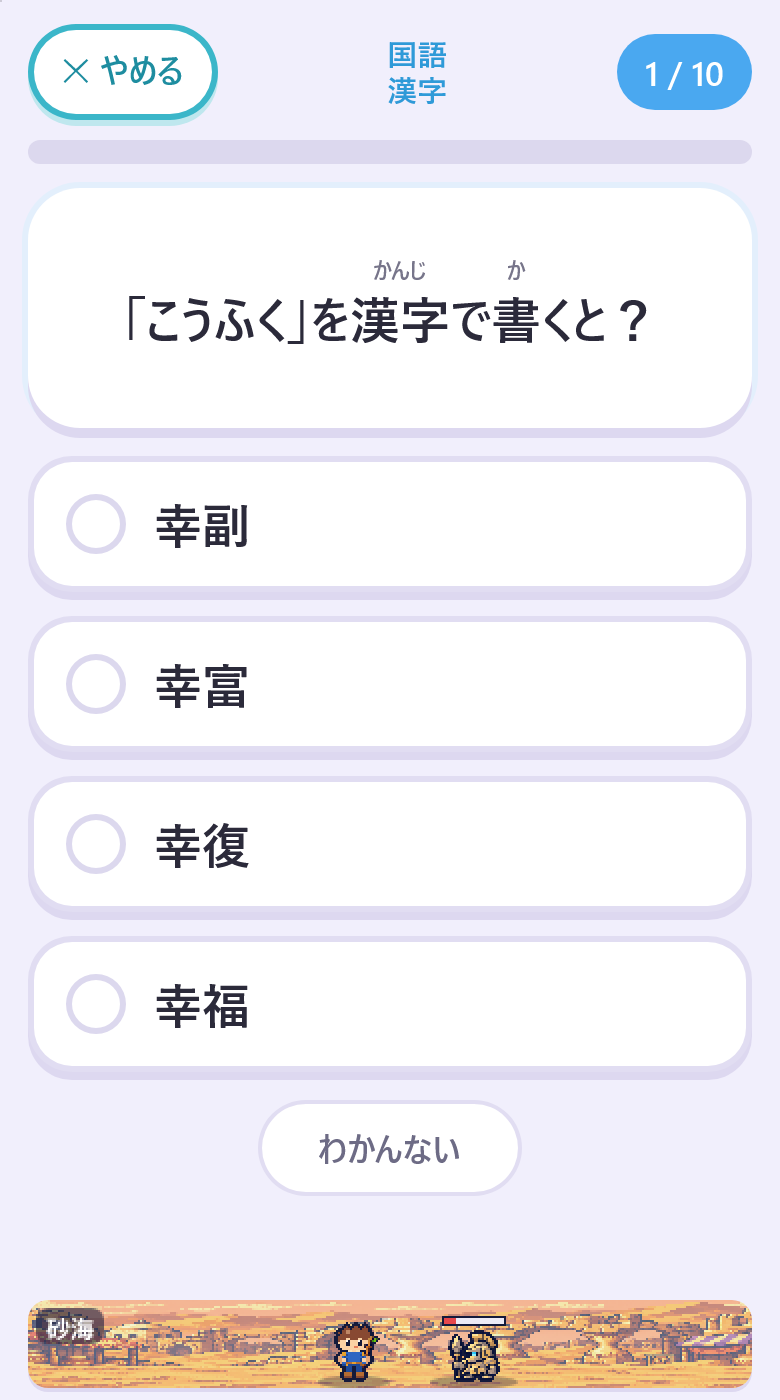 × やめる
国語
漢字
1 / 10
かんじ か
「こうふく」を漢字で書くと？
幸副
幸富
幸復
幸福
わかんない
砂海